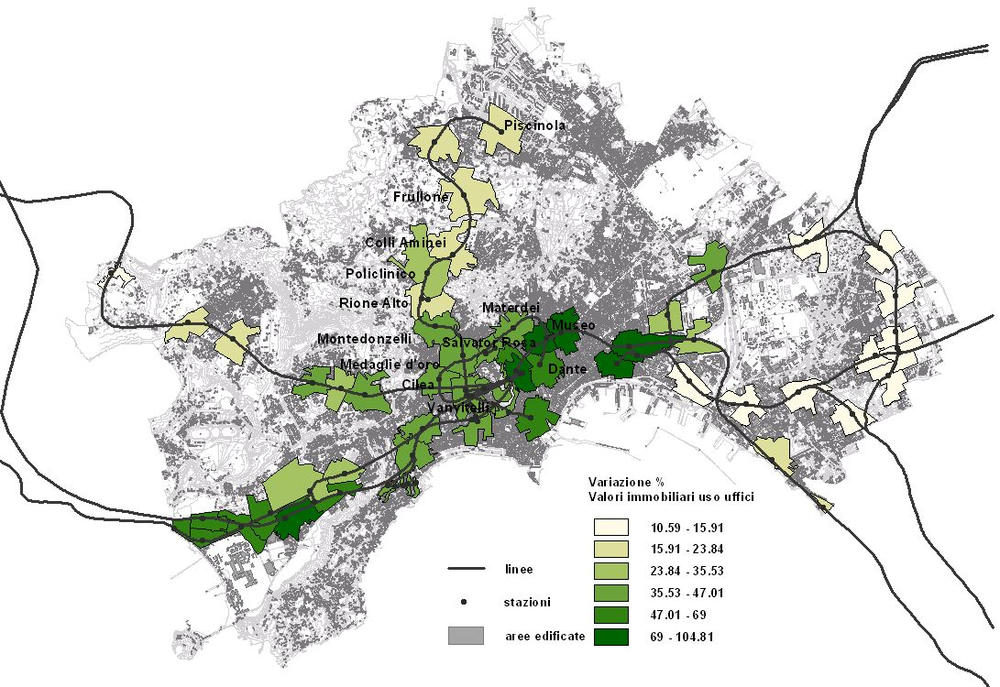 Piscinola
Frullone
Colli Aminei
Policlinico
Rione Alto
Materdei
Museo
Montedonzelli
Salvator Rosa
Medaglie d'oro
Dante
Cilea
Vanvitelli
Variazione %
Valori immobiliari uso uffici
10.59 - 15.91
15.91 - 23.84
23.84 - 35.53
35.53 - 47.01
47.01 - 69
69 - 104.81
linee
stazioni
aree edificate